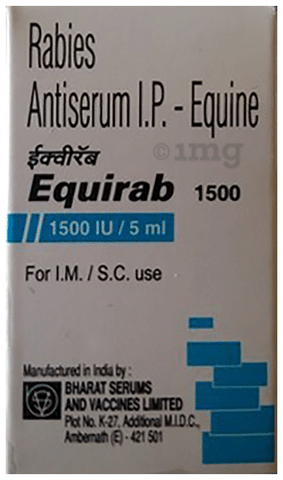 Rabies
Antiserum I.P. - Equine
©1mg
ईक्वीरॅब
Equirab 1500
1500 IU / 5 ml
For I.M. / S.C. use
Manufactured in India by :
BHARAT SERUMS
AND VACCINES LIMITED
Plot No. K-27, Additional M.I.D.C.,
Ambernath (E) - 421 501